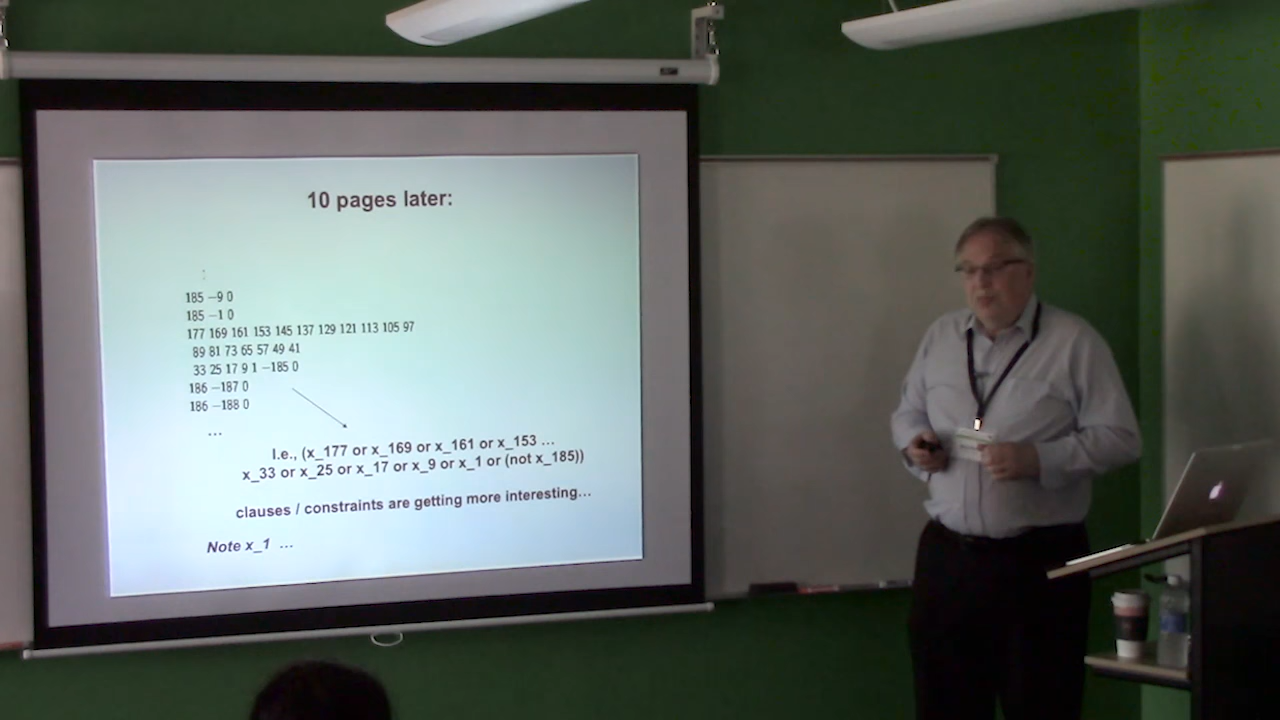 10 pages later:
:
185 −9 0
185 −1 0
177 169 161 153 145 137 129 121 113 105 97
89 81 73 65 57 49 41
33 25 17 9 1 −185 0
186 −187 0
186 −188 0
...
I.e., (x_177 or x_169 or x_161 or x_153 ...
x_33 or x_25 or x_17 or x_9 or x_1 or (not x_185))
clauses / constraints are getting more interesting...
Note x_1 ...